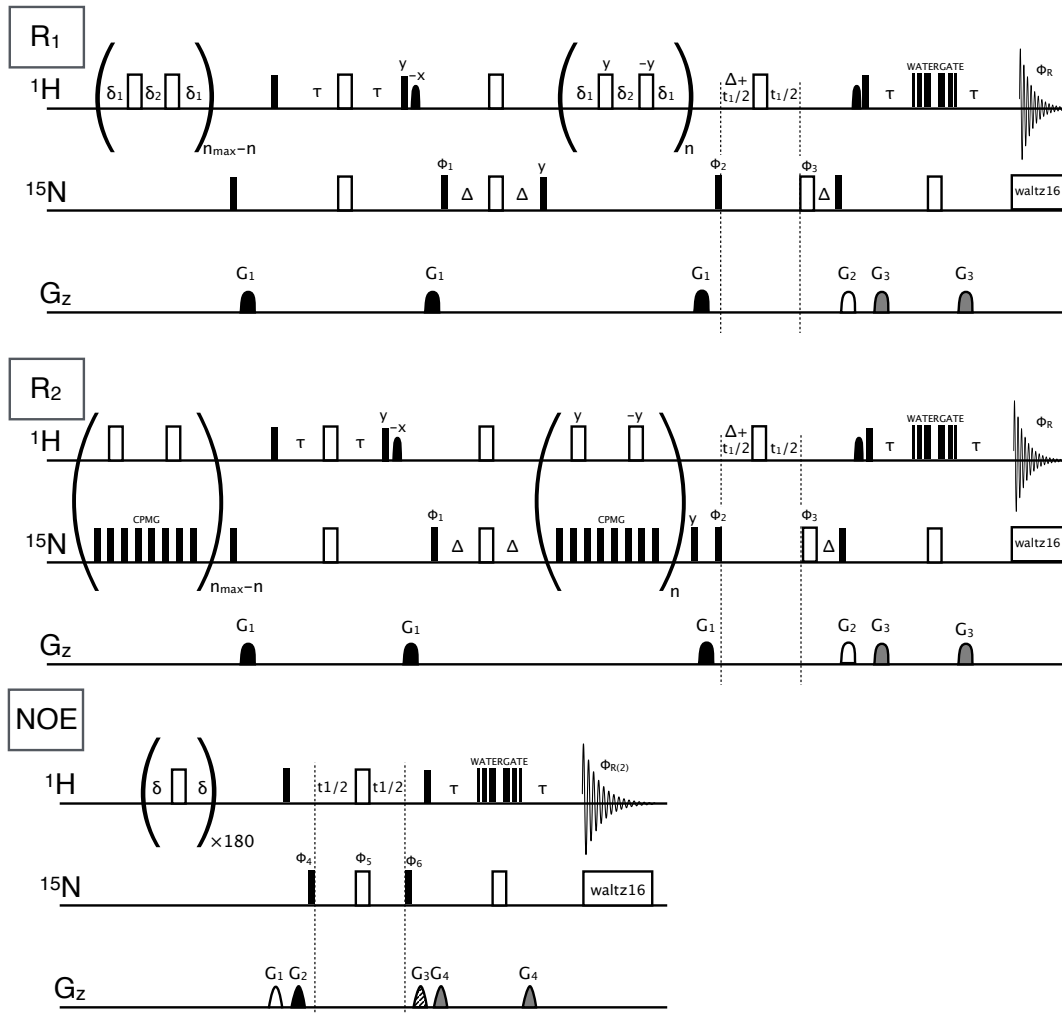 R₁
¹H
δ₁ δ₂ δ₁
nmax−n
τ τ
y
-x
y -y
δ₁ δ₂ δ₁
n
Δ+
t₁/2 t₁/2
τ
WATERGATE
τ
ΦR
¹⁵N
Φ₁
Δ Δ
y
Φ₂
Φ₃
Δ
waltz16
Gz
G₁ G₁ G₁ G₂ G₃ G₃
R₂
¹H
τ τ
y
-x
y -y
Δ+
t₁/2 t₁/2
τ
WATERGATE
τ
ΦR
¹⁵N
CPMG
nmax−n
Φ₁
Δ Δ
CPMG
n
y
Φ₂
Φ₃
Δ
waltz16
Gz
G₁ G₁ G₁ G₂ G₃ G₃
NOE
¹H
δ δ
×180
t1/2 t1/2
τ
WATERGATE
τ
ΦR(2)
¹⁵N
Φ₄ Φ₅ Φ₆
waltz16
Gz
G₁ G₂ G₃ G₄ G₄